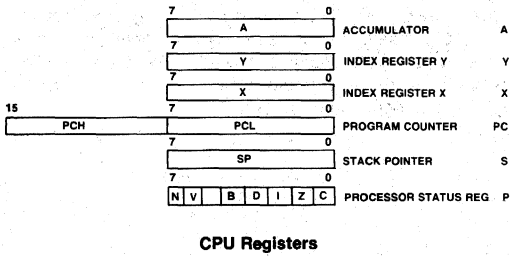 7 0
A ACCUMULATOR A
7 0
Y INDEX REGISTER Y Y
7 0
X INDEX REGISTER X X
15 7 0
PCH PCL PROGRAM COUNTER PC
7 0
SP STACK POINTER S
7 0
N V B D I Z C PROCESSOR STATUS REG P
CPU Registers